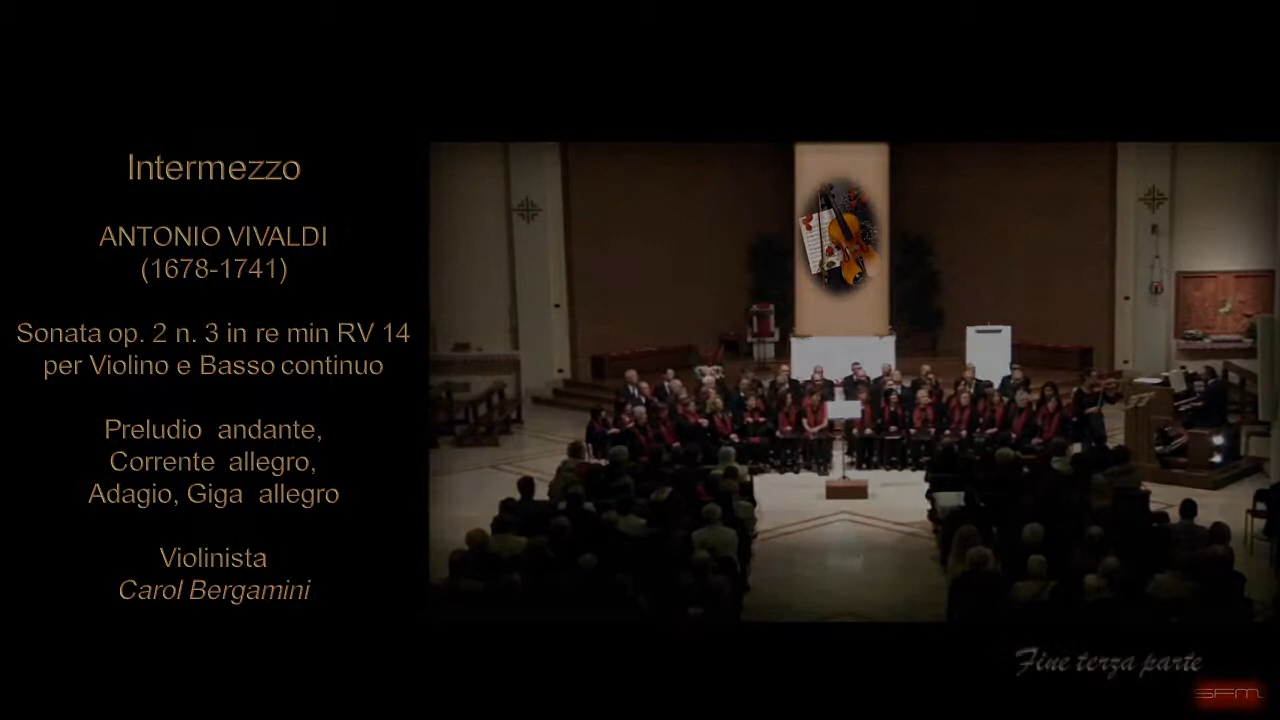 Intermezzo
ANTONIO VIVALDI
(1678-1741)
Sonata op. 2 n. 3 in re min RV 14
per Violino e Basso continuo
Preludio andante,
Corrente allegro,
Adagio, Giga allegro
Violinista
Carol Bergamini
Fine terza parte
SFM